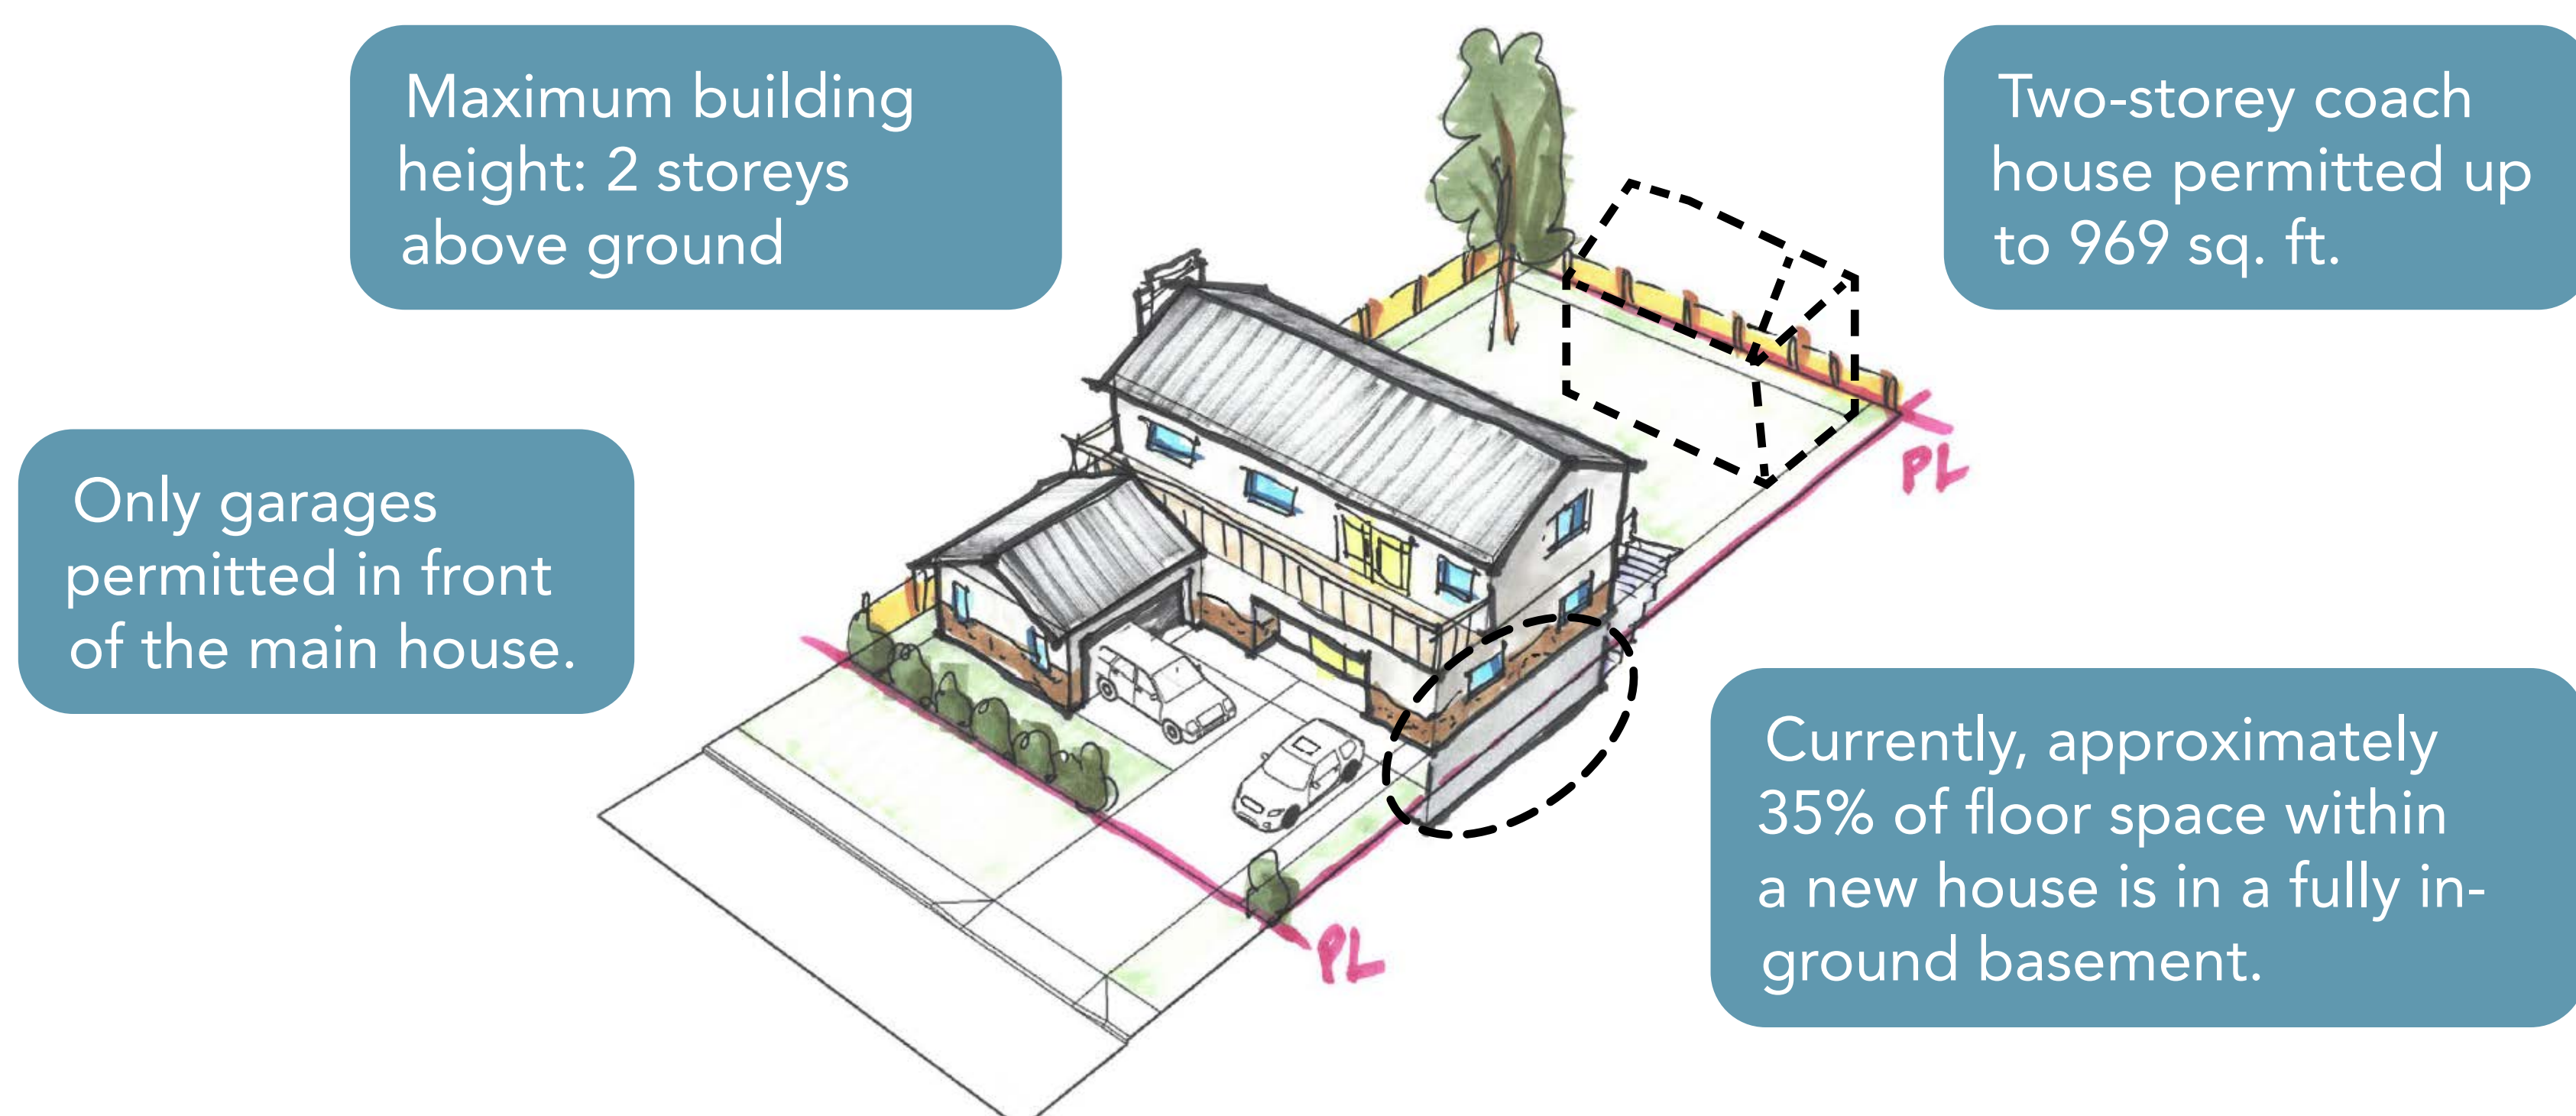 Maximum building
height: 2 storeys
above ground
Two-storey coach
house permitted up
to 969 sq. ft.
Only garages
permitted in front
of the main house.
PL
Currently, approximately
35% of floor space within
a new house is in a fully in-
ground basement.
PL